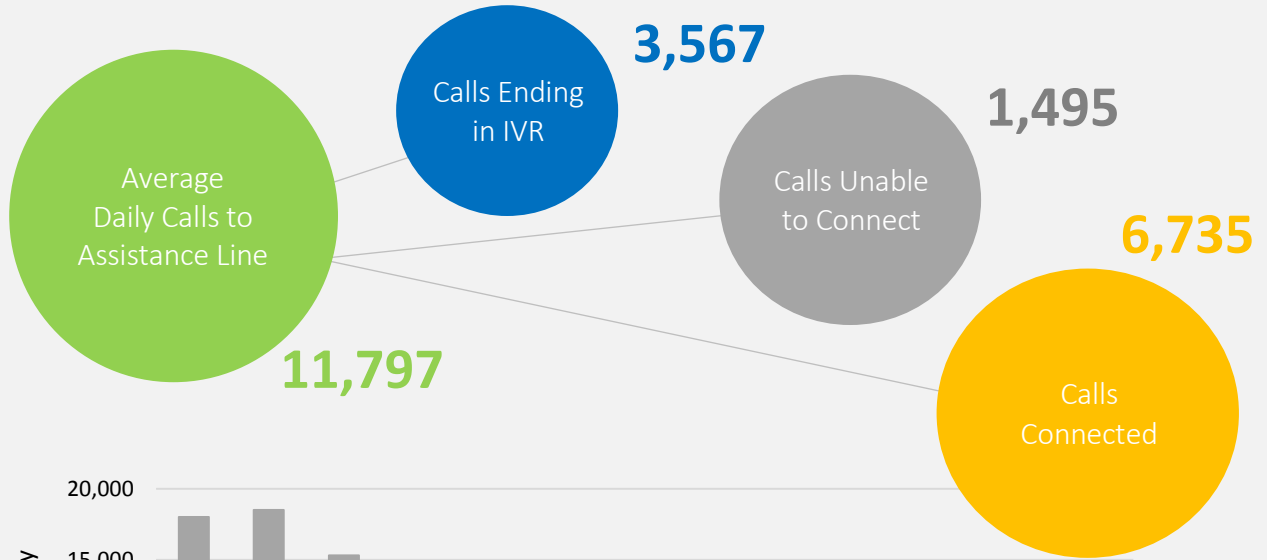 Average
Daily Calls to
Assistance Line
11,797
Calls Ending
in IVR
3,567
Calls Unable
to Connect
1,495
Calls
Connected
6,735
20,000
15,000